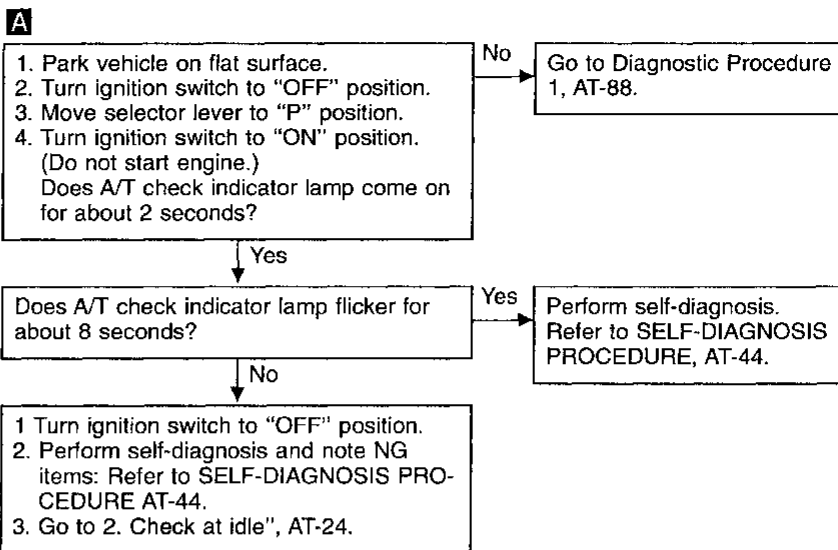 A
1. Park vehicle on flat surface.
2. Turn ignition switch to "OFF" position.
3. Move selector lever to "P" position.
4. Turn ignition switch to "ON" position.
(Do not start engine.)
Does A/T check indicator lamp come on
for about 2 seconds?
No
Go to Diagnostic Procedure
1, AT-88.
Yes
Does A/T check indicator lamp flicker for
about 8 seconds?
Yes
Perform self-diagnosis.
Refer to SELF-DIAGNOSIS
PROCEDURE, AT-44.
No
1 Turn ignition switch to "OFF" position.
2. Perform self-diagnosis and note NG
items: Refer to SELF-DIAGNOSIS PRO-
CEDURE AT-44.
3. Go to 2. Check at idle", AT-24.